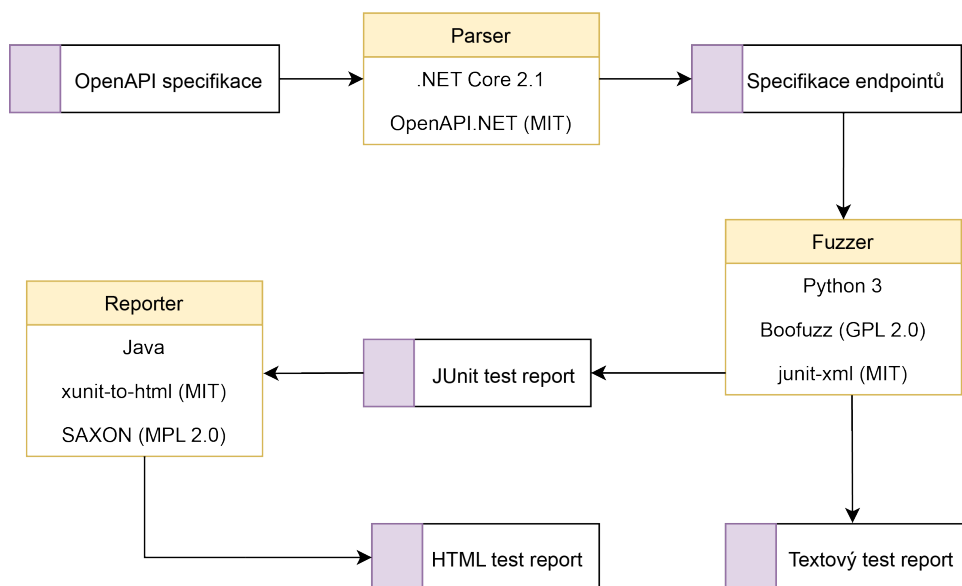 OpenAPI specifikace
Parser
.NET Core 2.1
OpenAPI.NET (MIT)
Specifikace endpointů
Fuzzer
Python 3
Boofuzz (GPL 2.0)
junit-xml (MIT)
JUnit test report
Reporter
Java
xunit-to-html (MIT)
SAXON (MPL 2.0)
HTML test report
Textový test report